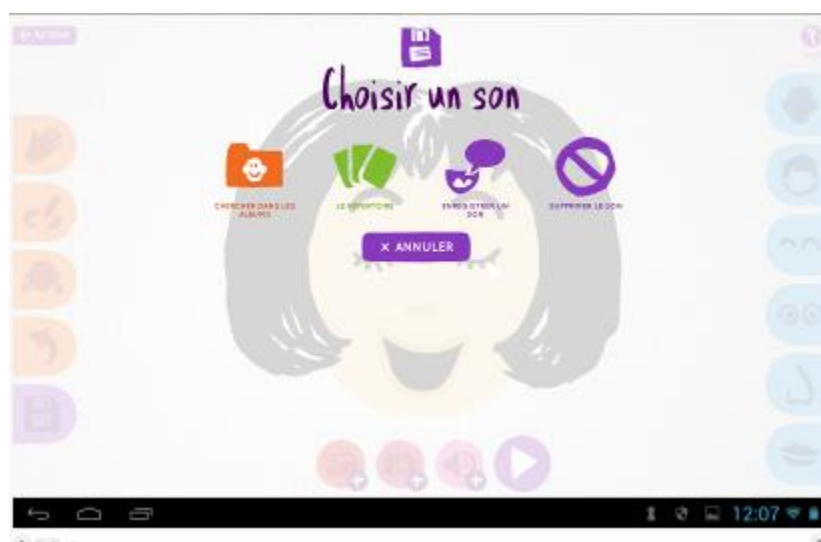 Choisir un son
CHERCHER DANS LES
ALBUMS
LE RÉPERTOIRE
ENREGISTRER UN
SON
SUPPRIMER LE SON
X ANNULER
12:07